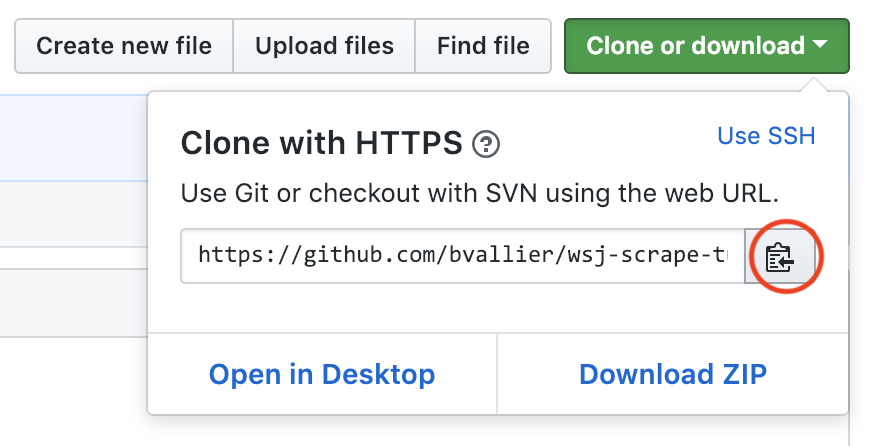 Create new file
Upload files
Find file
Clone or download
Clone with HTTPS ?
Use SSH
Use Git or checkout with SVN using the web URL.
https://github.com/bvallier/wsj-scrape-t
Open in Desktop
Download ZIP